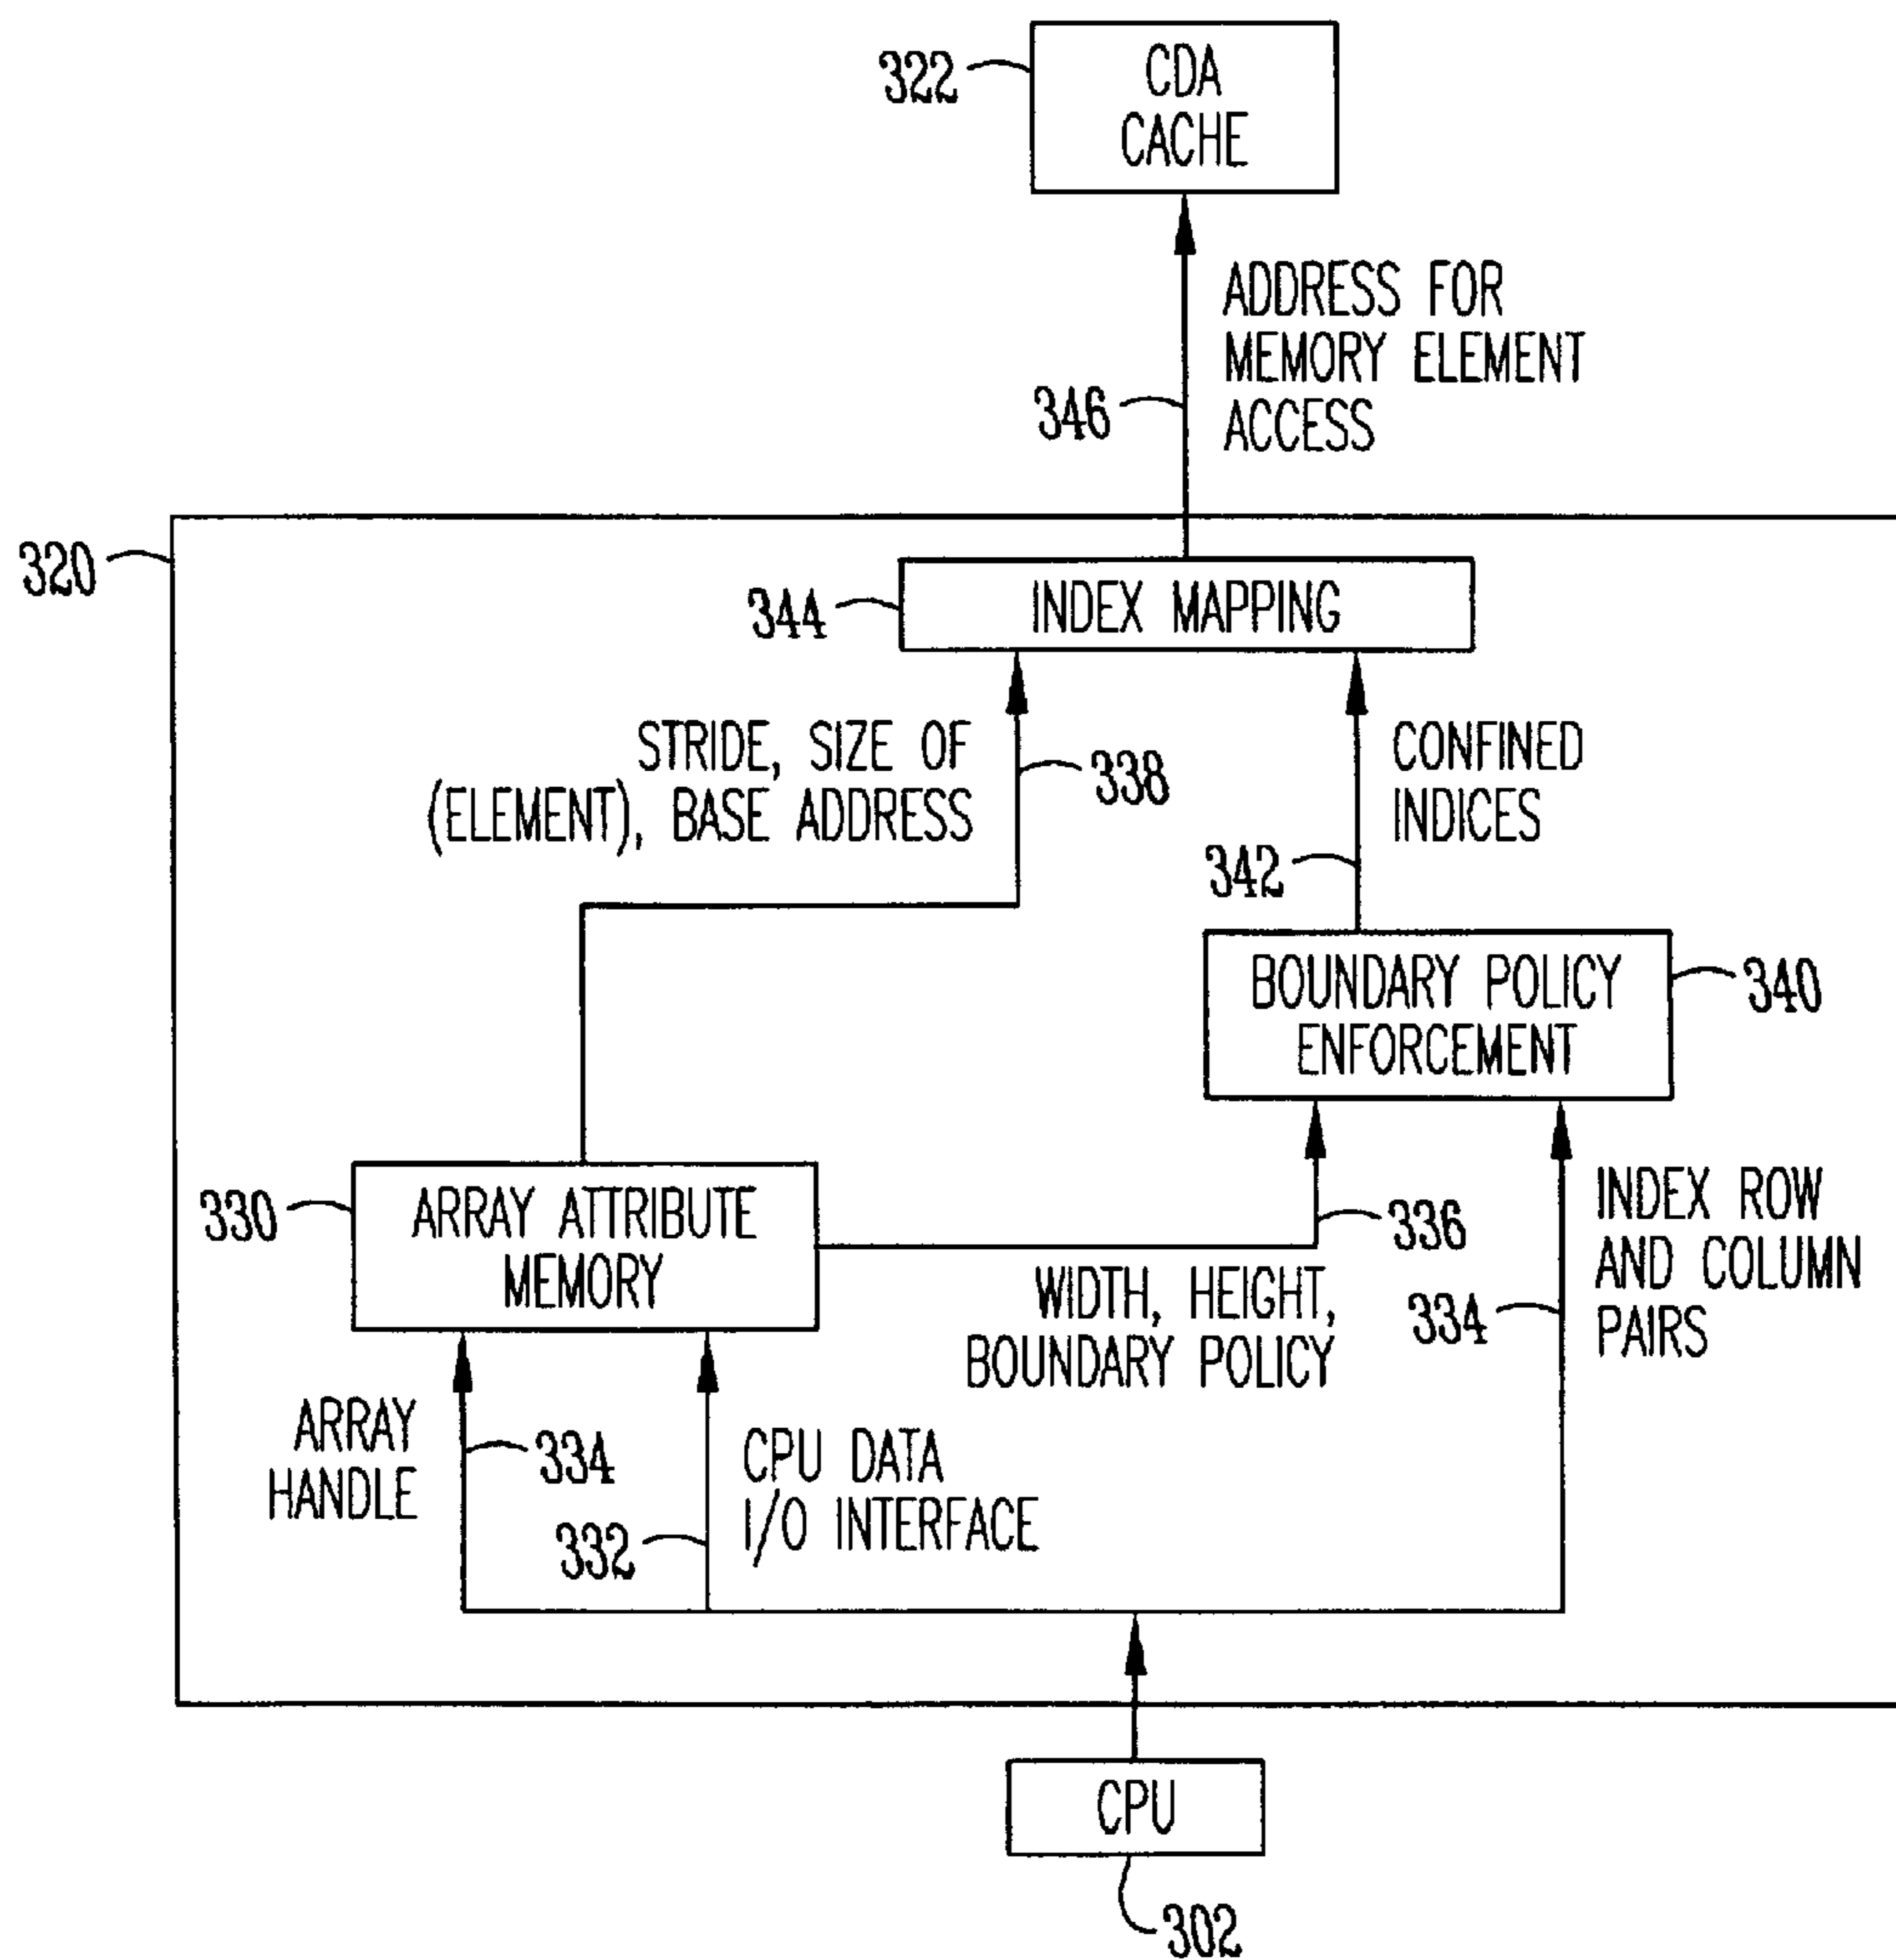 322
CDA
CACHE
ADDRESS FOR
MEMORY ELEMENT
ACCESS
346
320
344
INDEX MAPPING
STRIDE, SIZE OF
(ELEMENT), BASE ADDRESS
338
CONFINED
INDICES
342
BOUNDARY POLICY
ENFORCEMENT
340
330
ARRAY ATTRIBUTE
MEMORY
336
WIDTH, HEIGHT,
BOUNDARY POLICY
334
INDEX ROW
AND COLUMN
PAIRS
ARRAY
HANDLE
334
332
CPU DATA
I/O INTERFACE
CPU
302